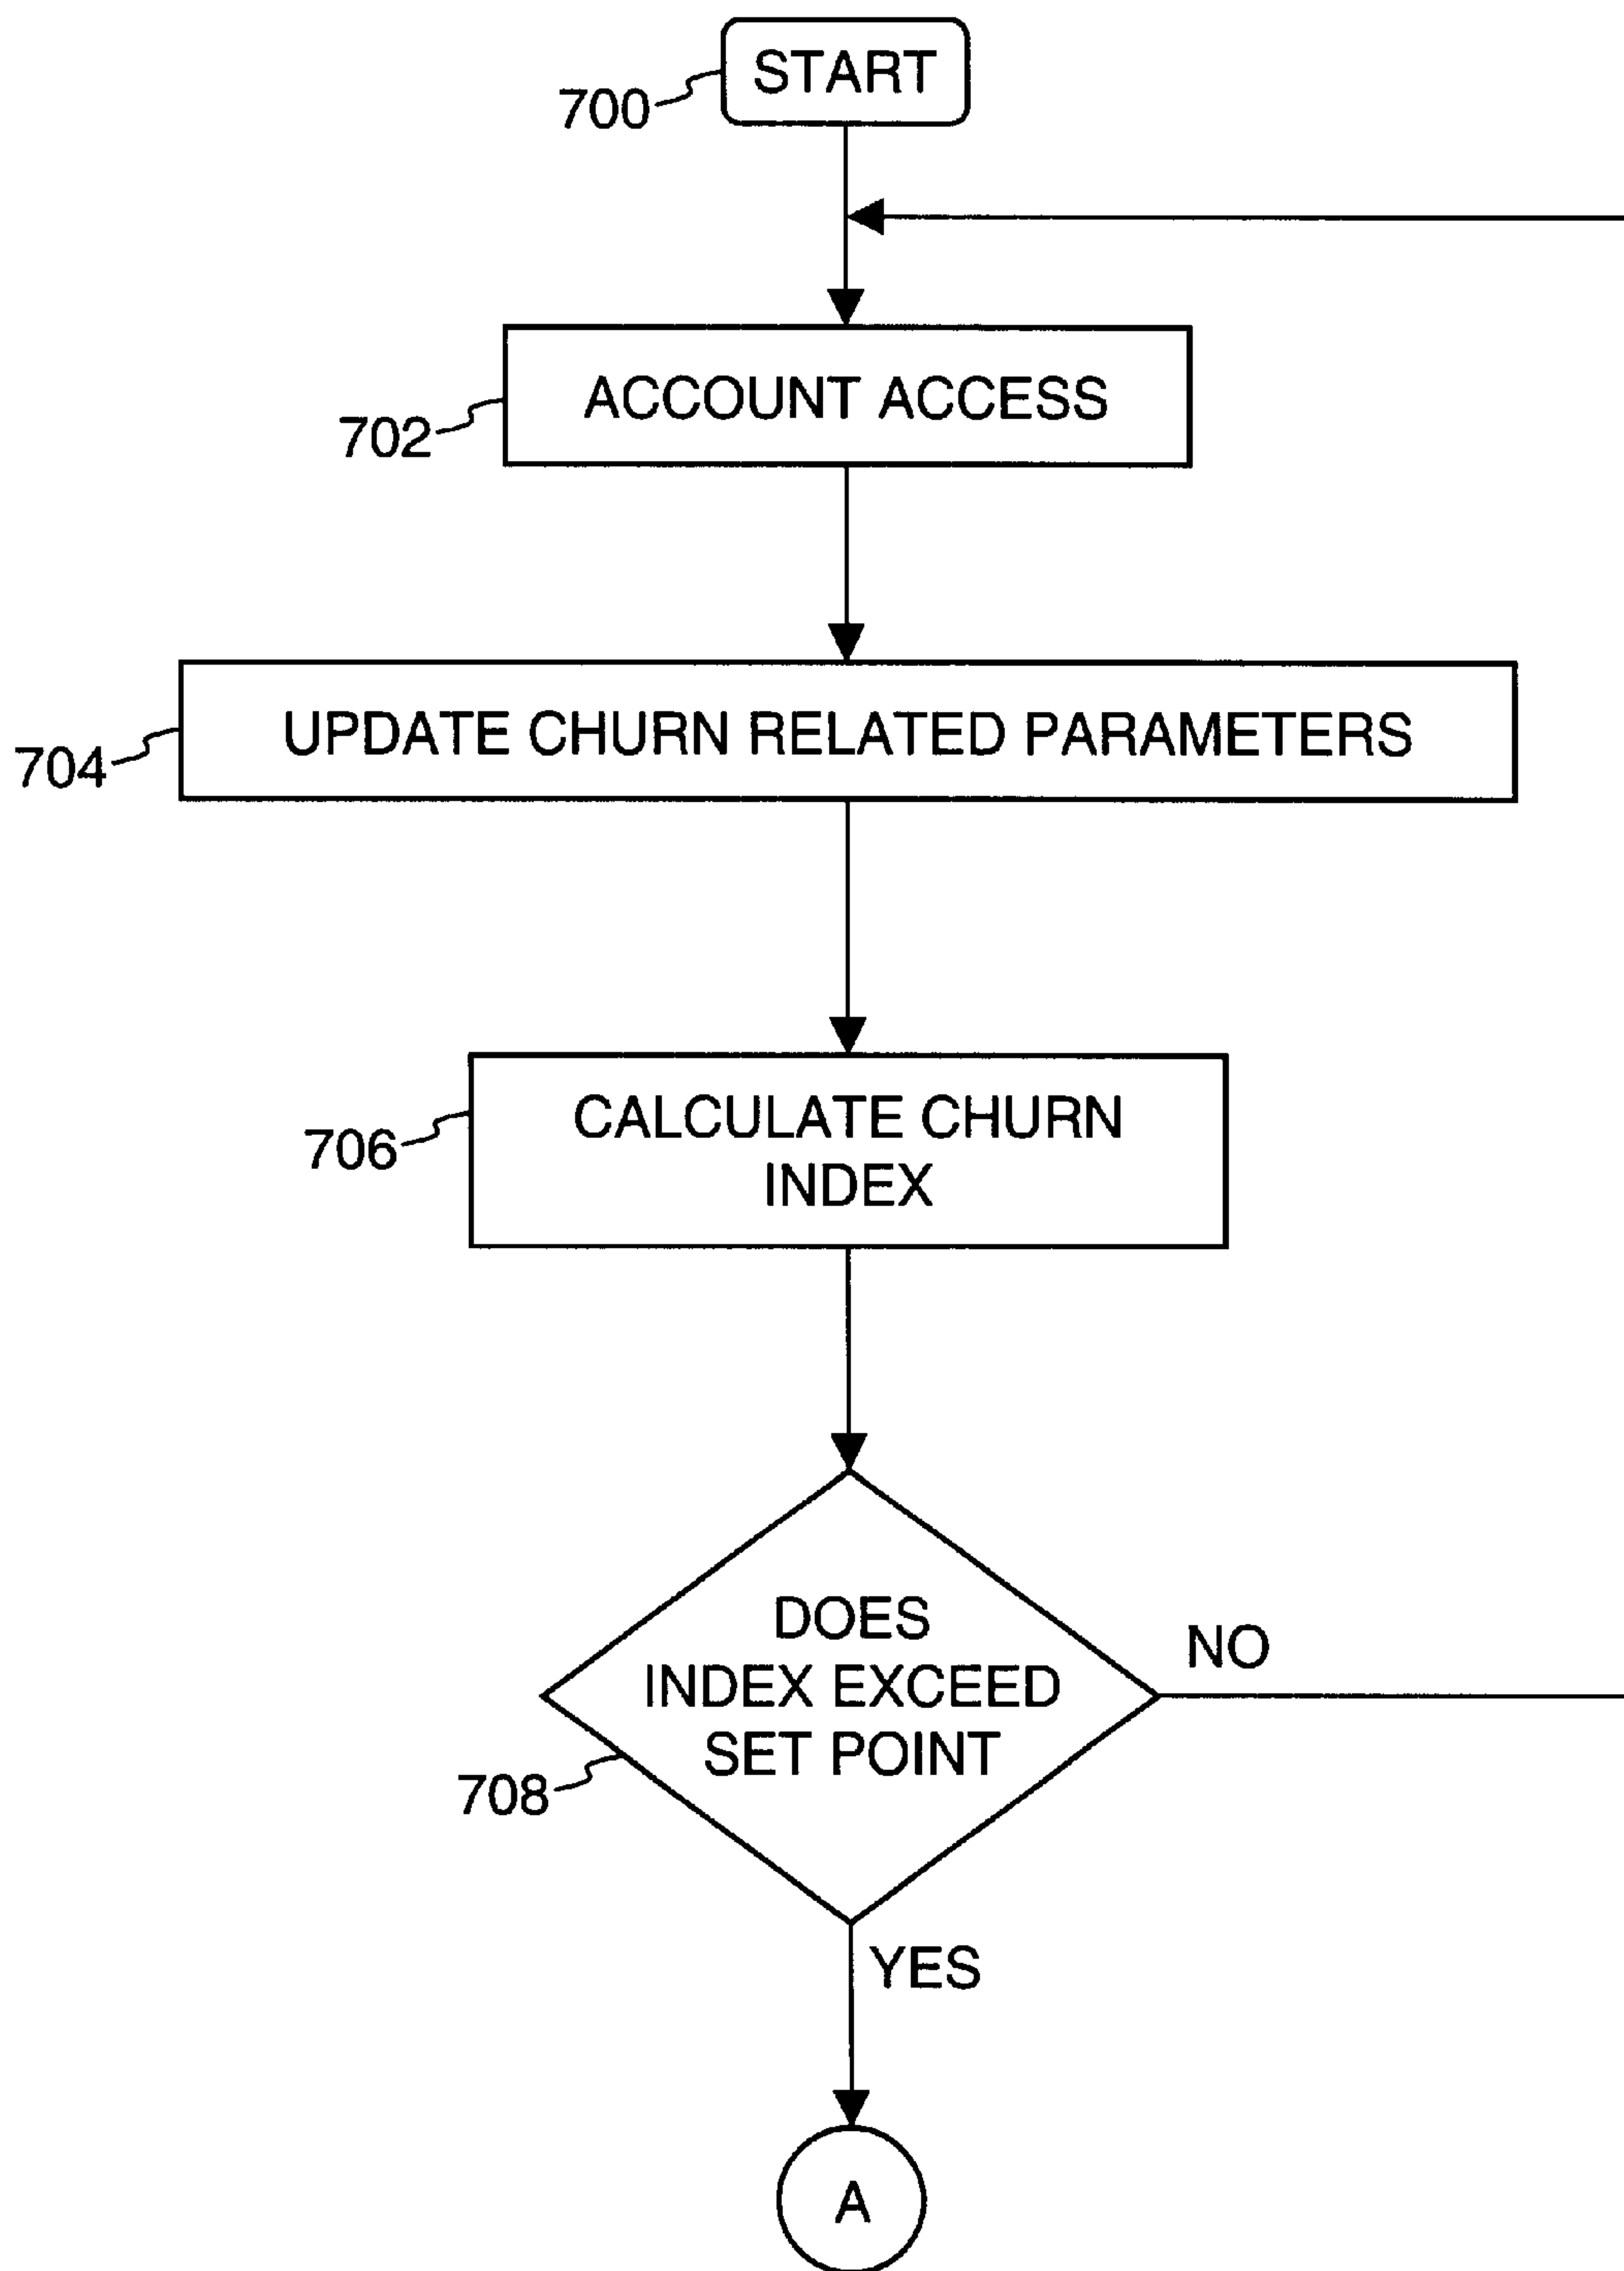 START
700
ACCOUNT ACCESS
702
UPDATE CHURN RELATED PARAMETERS
704
CALCULATE CHURN
INDEX
706
DOES
INDEX EXCEED
SET POINT
NO
708
YES
A